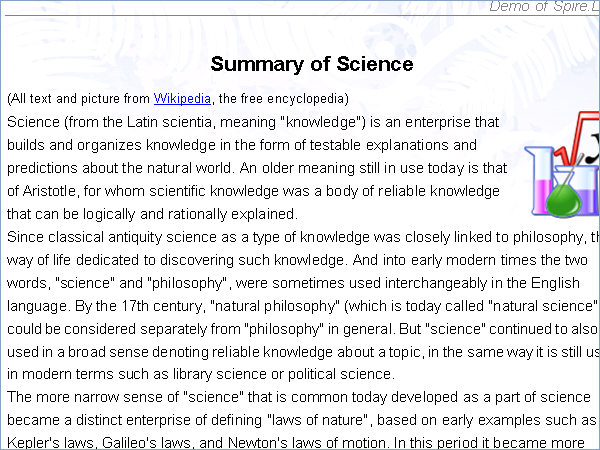 Demo of Spire.
Summary of Science
(All text and picture from Wikipedia, the free encyclopedia)
Science (from the Latin scientia, meaning "knowledge") is an enterprise that
builds and organizes knowledge in the form of testable explanations and
predictions about the natural world. An older meaning still in use today is that
of Aristotle, for whom scientific knowledge was a body of reliable knowledge
that can be logically and rationally explained.
Since classical antiquity science as a type of knowledge was closely linked to philosophy, th
way of life dedicated to discovering such knowledge. And into early modern times the two
words, "science" and "philosophy", were sometimes used interchangeably in the English
language. By the 17th century, "natural philosophy" (which is today called "natural science"
could be considered separately from "philosophy" in general. But "science" continued to also
used in a broad sense denoting reliable knowledge about a topic, in the same way it is still us
in modern terms such as library science or political science.
The more narrow sense of "science" that is common today developed as a part of science
became a distinct enterprise of defining "laws of nature", based on early examples such as
Kepler's laws, Galileo's laws, and Newton's laws of motion. In this period it became more